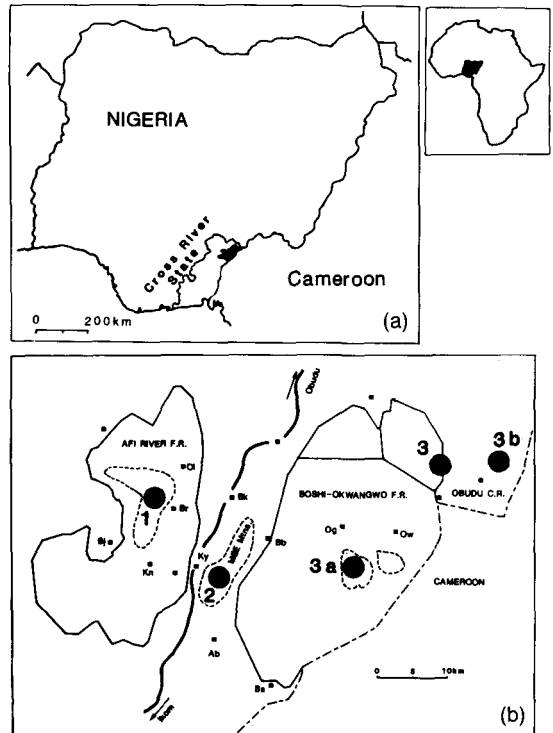 NIGERIA
Cross River
State
Cameroon
0 200km
(a)
Obudu
AFI RIVER F.R.
Ol
1
Br
Bj
Kn
Bk
Ky
MBE Mtns
2
Ab
Bb
BOSHI-OKWANGWO F.R.
Og
Ow
3a
3
3b
OBUDU C.R.
CAMEROON
Ba
0 5 10km
Ikom
(b)